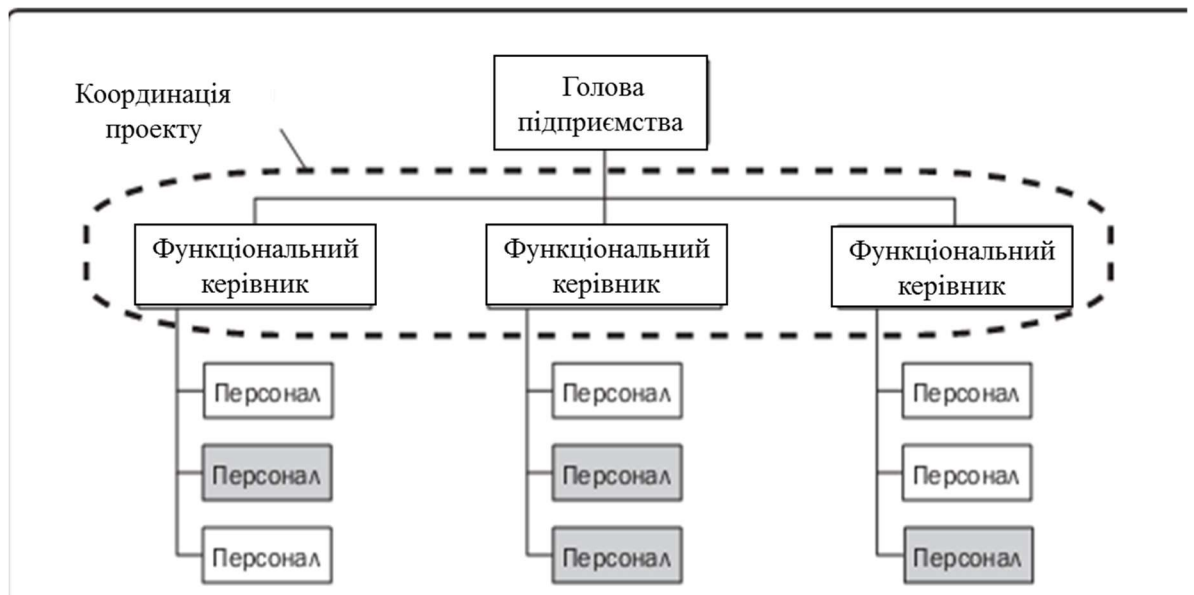 Координація
проекту
Голова
підприємства
Функціональний
керівник
Функціональний
керівник
Функціональний
керівник
Персонал
Персонал
Персонал
Персонал
Персонал
Персонал
Персонал
Персонал
Персонал